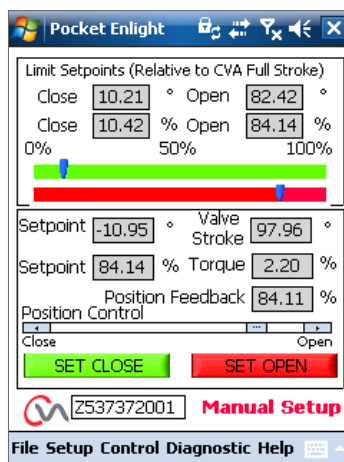 Pocket Enlight
Limit Setpoints (Relative to CVA Full Stroke)
Close 10.21 ° Open 82.42 °
Close 10.42 % Open 84.14 %
0% 50% 100%
Setpoint -10.95 ° Valve Stroke 97.96 °
Setpoint 84.14 % Torque 2.20 %
Position Feedback 84.11 %
Position Control
Close Open
SET CLOSE SET OPEN
CVA Z537372001 Manual Setup
File Setup Control Diagnostic Help